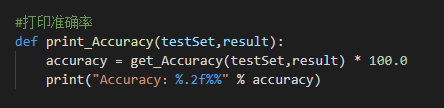 #打印准确率
def print_Accuracy(testSet,result):
    accuracy = get_Accuracy(testSet,result) * 100.0
    print("Accuracy: %.2f%%" % accuracy)